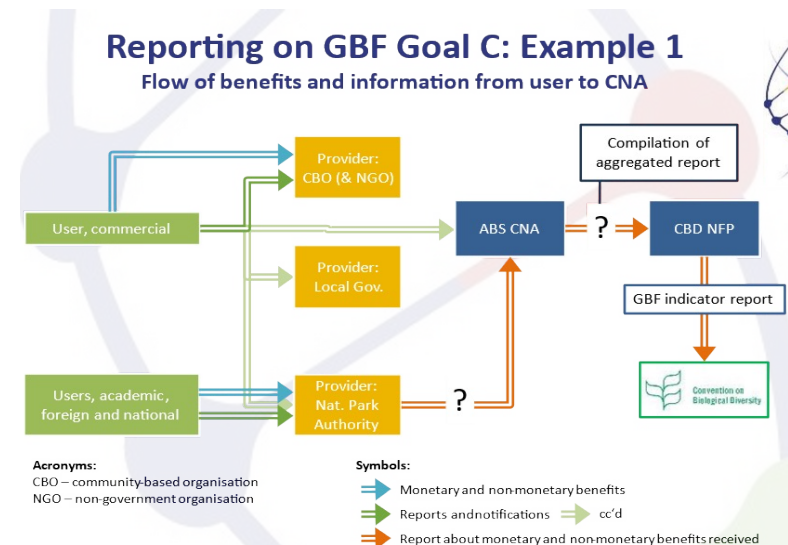 Reporting on GBF Goal C: Example 1
Flow of benefits and information from user to CNA
Compilation of
aggregated report
Provider:
CBO (& NGO)
User, commercial
ABS CNA
?
CBD NFP
Provider:
Local Gov.
GBF indicator report
Users, academic,
foreign and national
Provider:
Nat. Park
Authority
?
Convention on
Biological Diversity
Acronyms:
CBO – community-based organisation
NGO – non-government organisation
Symbols:
Monetary and non-monetary benefits
Reports andnotifications
cc'd
Report about monetary and non-monetary benefits received